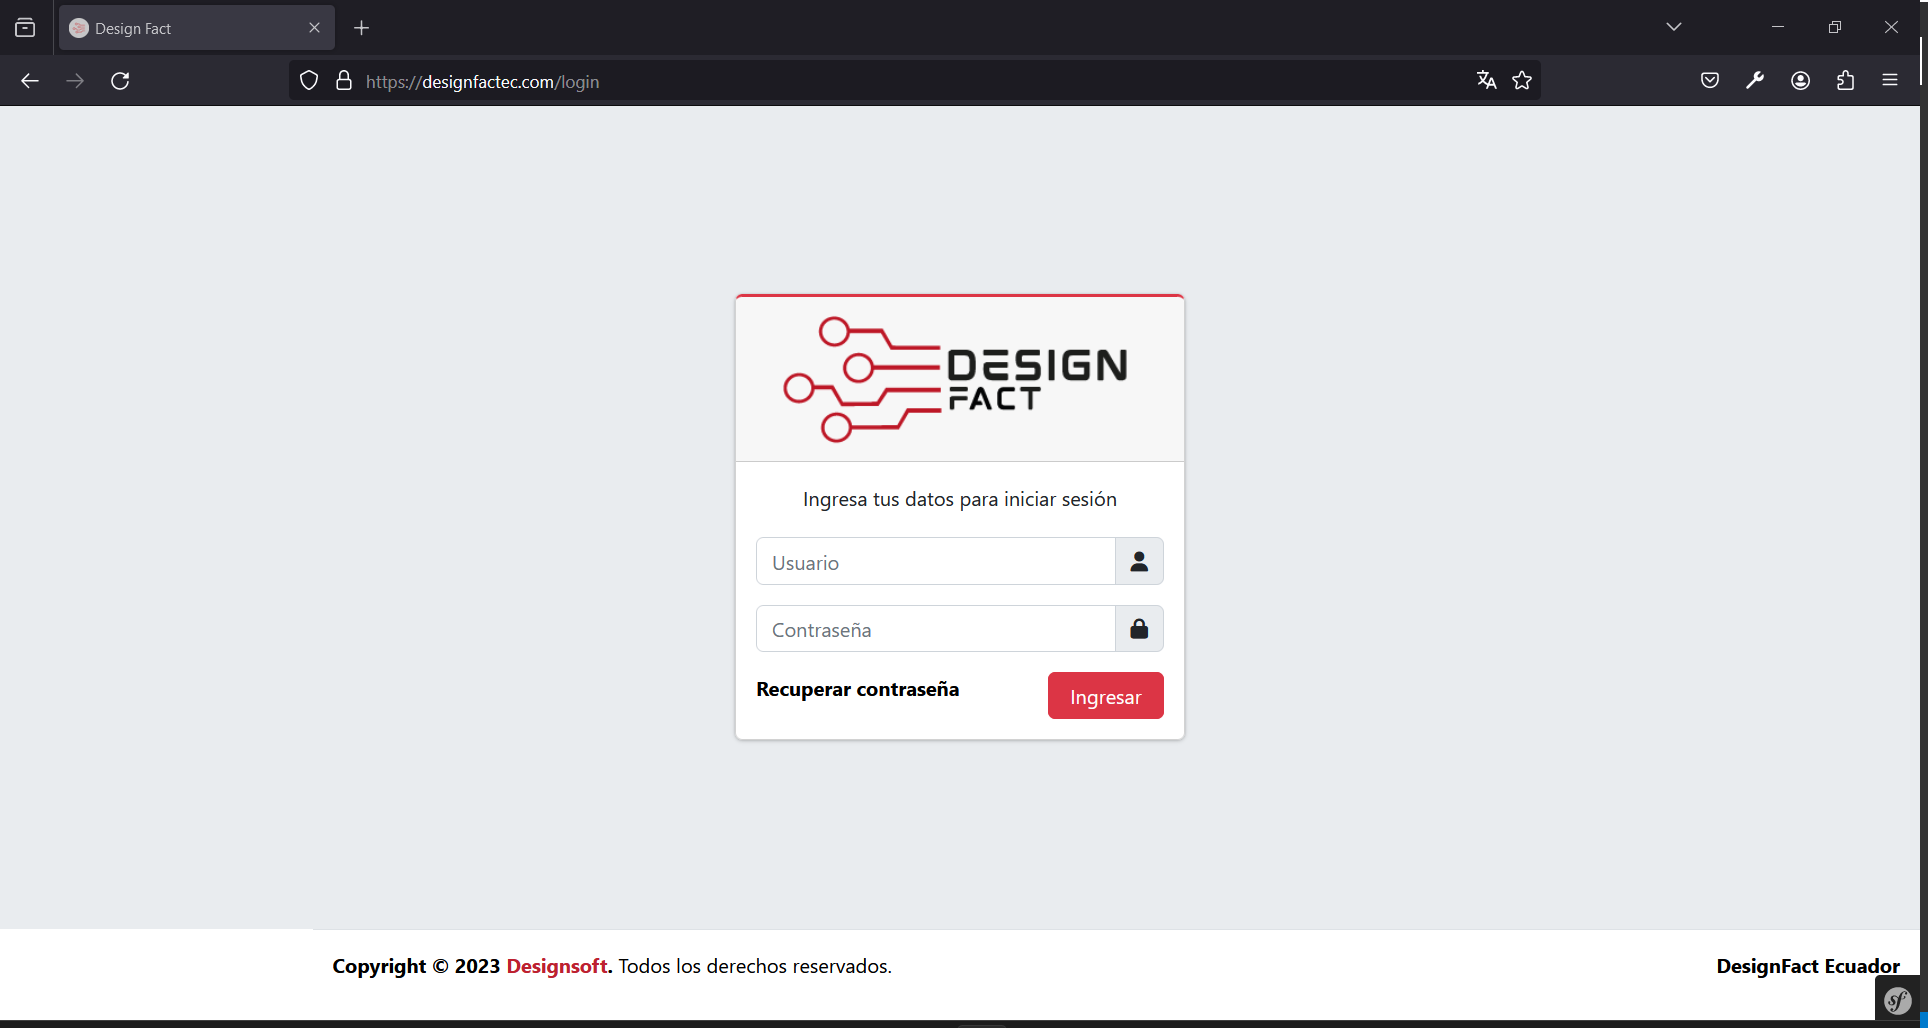 Design Fact
https://designfactec.com/login
DESIGN
FACT
Ingresa tus datos para iniciar sesión
Usuario
Contraseña
Recuperar contraseña
Ingresar
Copyright © 2023 Designsoft. Todos los derechos reservados.
DesignFact Ecuador
sf